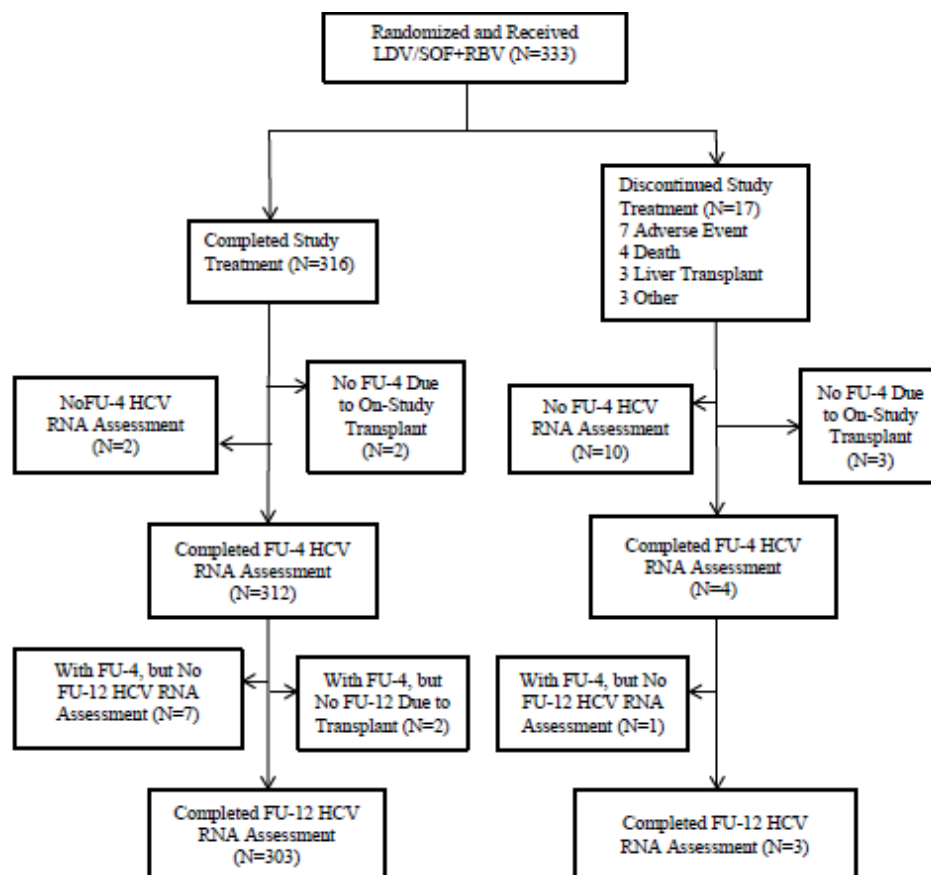 Randomized and Received
LDV/SOF+RBV (N=333)
Discontinued Study
Treatment (N=17)
7 Adverse Event
4 Death
3 Liver Transplant
3 Other
Completed Study
Treatment (N=316)
NoFU-4 HCV
RNA Assessment
(N=2)
No FU-4 Due
to On-Study
Transplant
(N=2)
No FU-4 HCV
RNA Assessment
(N=10)
No FU-4 Due
to On-Study
Transplant
(N=3)
Completed FU-4 HCV
RNA Assessment
(N=312)
Completed FU-4 HCV
RNA Assessment
(N=4)
With FU-4, but No
FU-12 HCV RNA
Assessment (N=7)
With FU-4, but
No FU-12 Due to
Transplant (N=2)
With FU-4, but No
FU-12 HCV RNA
Assessment (N=1)
Completed FU-12 HCV
RNA Assessment
(N=303)
Completed FU-12 HCV
RNA Assessment (N=3)